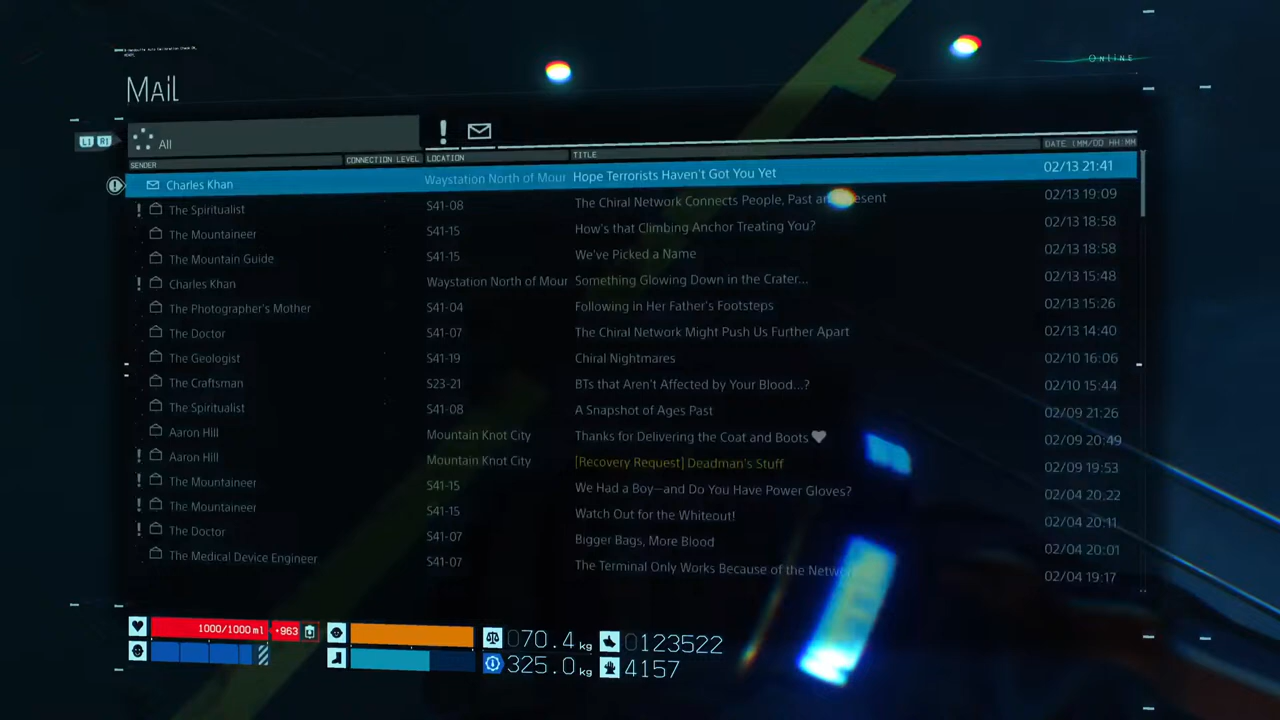 Online
Mail
L1 R1 All
SENDER CONNECTION LEVEL LOCATION TITLE DATE (MM/DD HH:MM
Charles Khan Waystation North of Mour Hope Terrorists Haven't Got You Yet 02/13 21:41
! The Spiritualist S41-08 The Chiral Network Connects People, Past and Present 02/13 19:09
The Mountaineer S41-15 How's that Climbing Anchor Treating You? 02/13 18:58
The Mountain Guide S41-15 We've Picked a Name 02/13 18:58
! Charles Khan Waystation North of Mour Something Glowing Down in the Crater... 02/13 15:48
The Photographer's Mother S41-04 Following in Her Father's Footsteps 02/13 15:26
The Doctor S41-07 The Chiral Network Might Push Us Further Apart 02/13 14:40
The Geologist S41-19 Chiral Nightmares 02/10 16:06
The Craftsman S23-21 BTs that Aren't Affected by Your Blood...? 02/10 15:44
The Spiritualist S41-08 A Snapshot of Ages Past 02/09 21:26
Aaron Hill Mountain Knot City Thanks for Delivering the Coat and Boots ♥ 02/09 20:49
! Aaron Hill Mountain Knot City [Recovery Request] Deadman's Stuff 02/09 19:53
! The Mountaineer S41-15 We Had a Boy—and Do You Have Power Gloves? 02/04 20:22
! The Mountaineer S41-15 Watch Out for the Whiteout! 02/04 20:11
! The Doctor S41-07 Bigger Bags, More Blood 02/04 20:01
The Medical Device Engineer S41-07 The Terminal Only Works Because of the Netwo 02/04 19:17
1000/1000 ml +963 070.4 kg 0123522
325.0 kg 4157